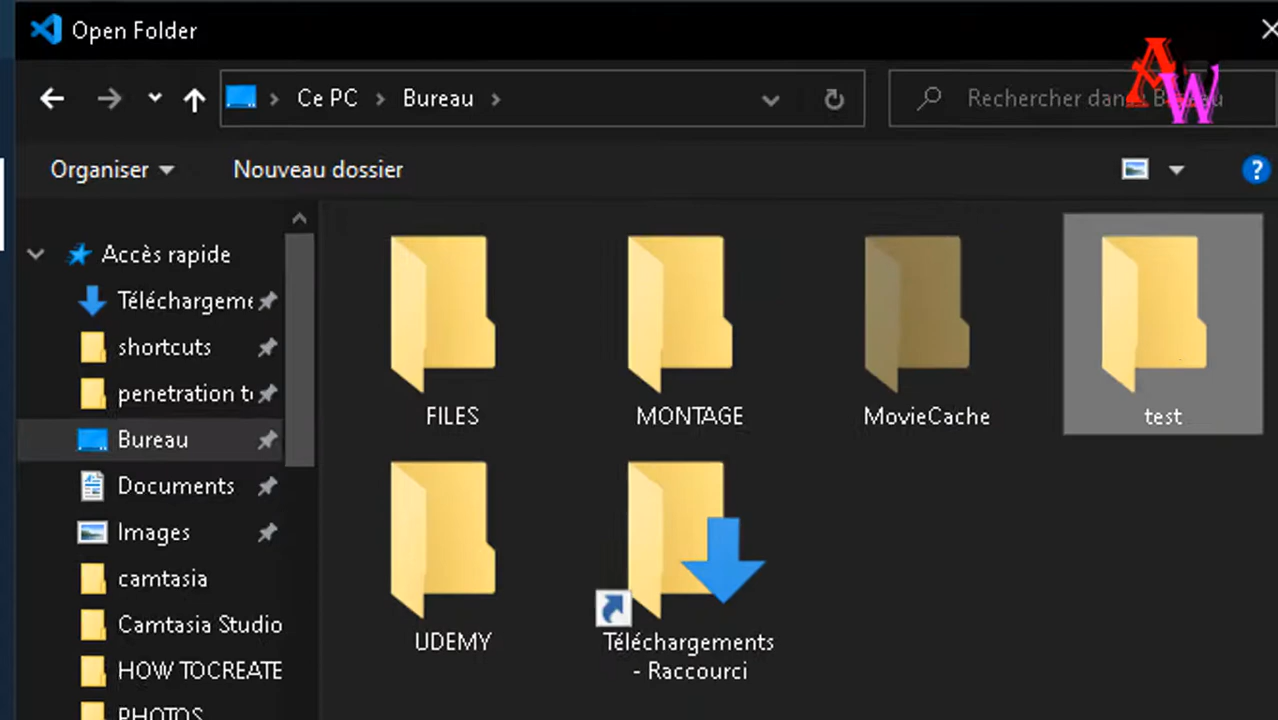 Open Folder
Ce PC
Bureau
Rechercher dans Bureau
AW
Organiser
Nouveau dossier
?
Accès rapide
Téléchargeme
shortcuts
penetration t
Bureau
Documents
Images
camtasia
Camtasia Studio
HOW TOCREATE
PHOTOS
FILES
MONTAGE
MovieCache
test
UDEMY
Téléchargements
- Raccourci